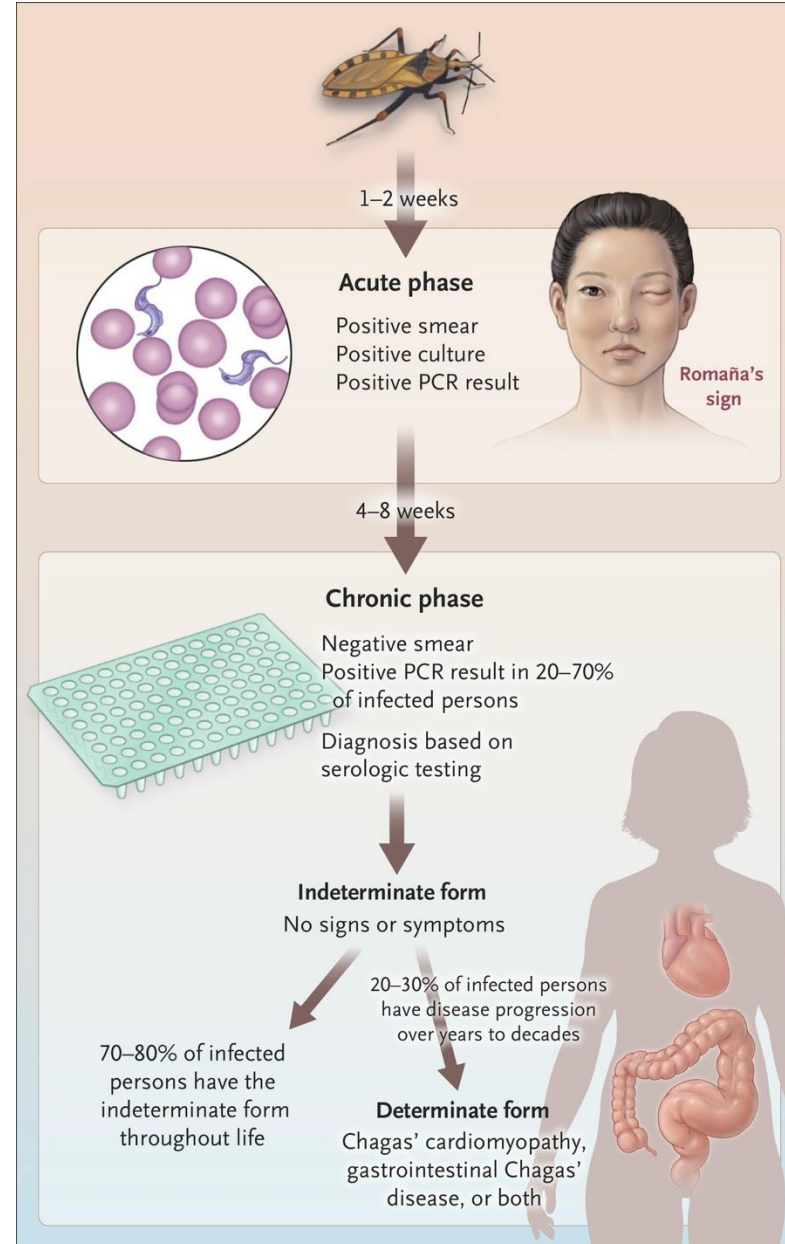 1–2 weeks
Acute phase
Positive smear
Positive culture
Positive PCR result
Romaña’s
sign
4–8 weeks
Chronic phase
Negative smear
Positive PCR result in 20–70%
of infected persons
Diagnosis based on
serologic testing
Indeterminate form
No signs or symptoms
70–80% of infected
persons have the
indeterminate form
throughout life
20–30% of infected persons
have disease progression
over years to decades
Determinate form
Chagas’ cardiomyopathy,
gastrointestinal Chagas’
disease, or both